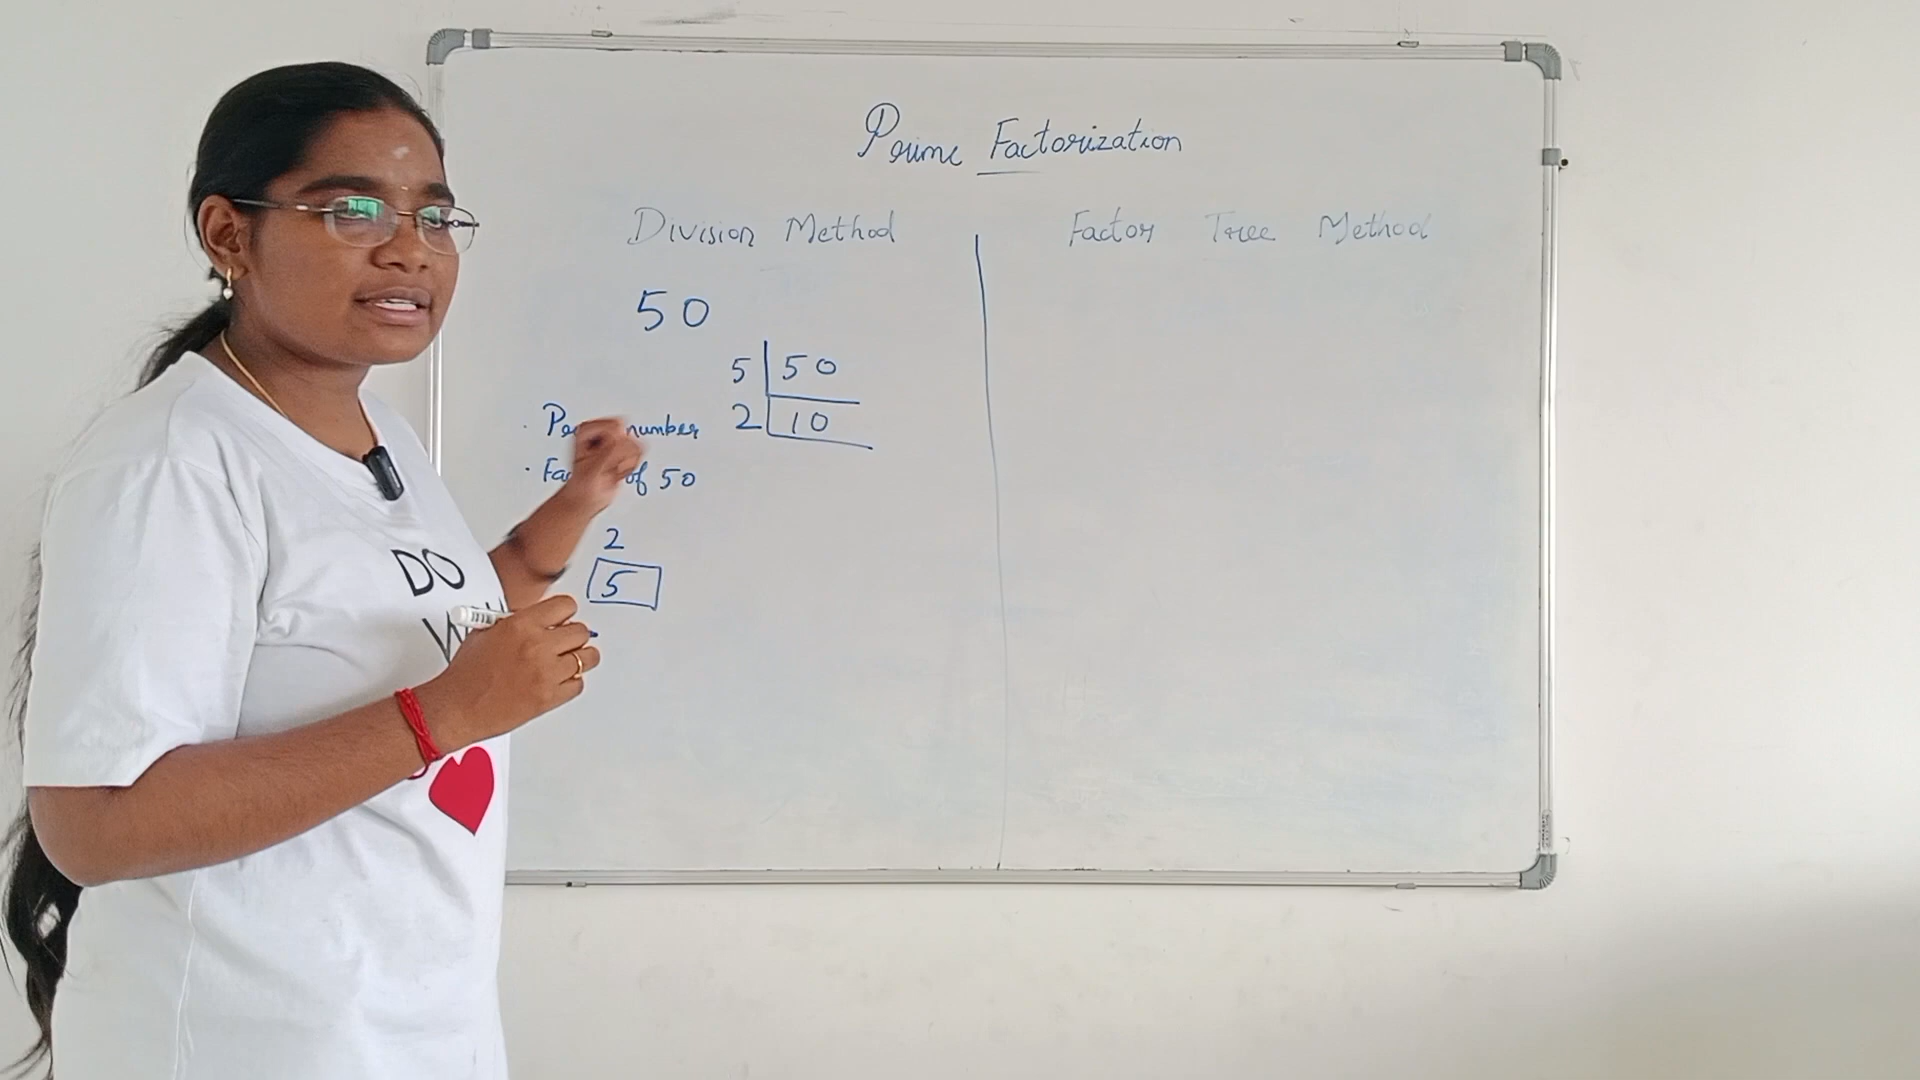 Prime Factorization
Division Method
Factor Tree Method
50
5 50
2 10
· number
· of 50
2
5
DO